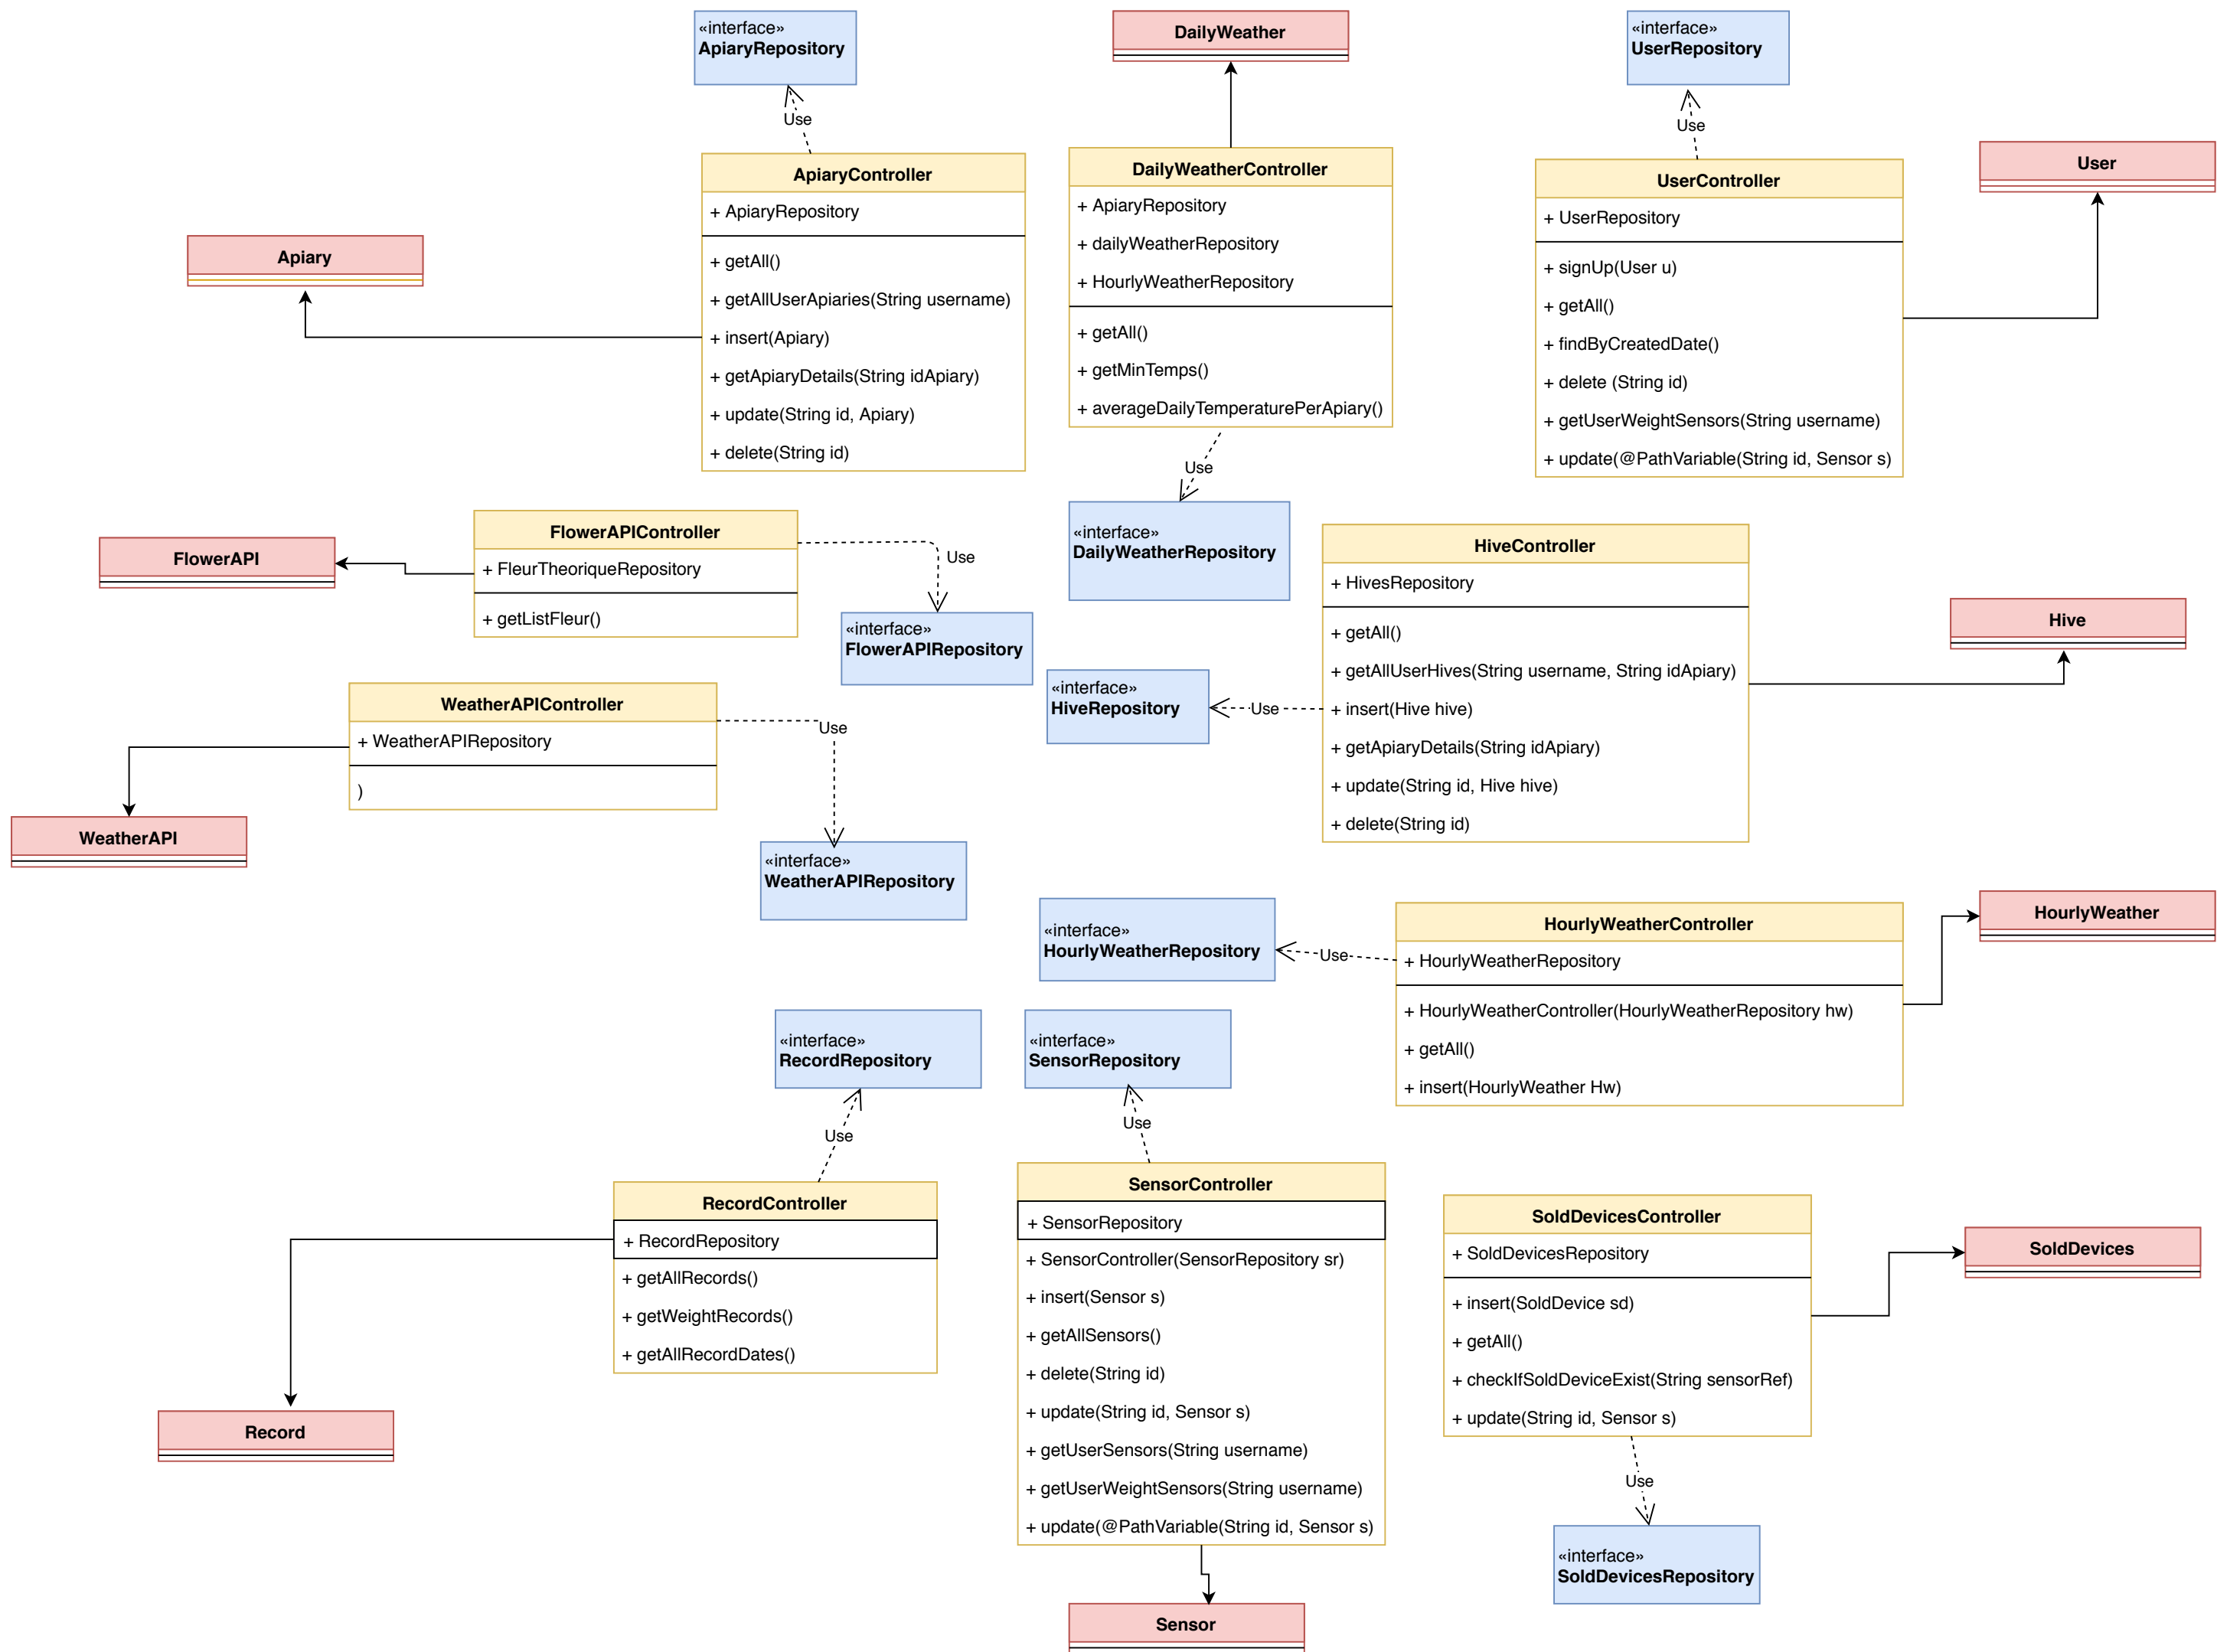 «interface»
ApiaryRepository
Use
DailyWeather
«interface»
UserRepository
Use
User
ApiaryController
+ ApiaryRepository
+ getAll()
+ getAllUserApiaries(String username)
+ insert(Apiary)
+ getApiaryDetails(String idApiary)
+ update(String id, Apiary)
+ delete(String id)
Apiary
DailyWeatherController
+ ApiaryRepository
+ dailyWeatherRepository
+ HourlyWeatherRepository
+ getAll()
+ getMinTemps()
+ averageDailyTemperaturePerApiary()
Use
«interface»
DailyWeatherRepository
UserController
+ UserRepository
+ signUp(User u)
+ getAll()
+ findByCreatedDate()
+ delete (String id)
+ getUserWeightSensors(String username)
+ update(@PathVariable(String id, Sensor s)
FlowerAPI
FlowerAPIController
+ FleurTheoriqueRepository
+ getListFleur()
Use
«interface»
FlowerAPIRepository
HiveController
+ HivesRepository
+ getAll()
+ getAllUserHives(String username, String idApiary)
+ insert(Hive hive)
+ getApiaryDetails(String idApiary)
+ update(String id, Hive hive)
+ delete(String id)
Hive
«interface»
HiveRepository
Use
WeatherAPIController
+ WeatherAPIRepository
)
Use
WeatherAPI
«interface»
WeatherAPIRepository
«interface»
HourlyWeatherRepository
Use
HourlyWeatherController
+ HourlyWeatherRepository
+ HourlyWeatherController(HourlyWeatherRepository hw)
+ getAll()
+ insert(HourlyWeather Hw)
HourlyWeather
«interface»
RecordRepository
Use
«interface»
SensorRepository
Use
RecordController
+ RecordRepository
+ getAllRecords()
+ getWeightRecords()
+ getAllRecordDates()
Record
SensorController
+ SensorRepository
+ SensorController(SensorRepository sr)
+ insert(Sensor s)
+ getAllSensors()
+ delete(String id)
+ update(String id, Sensor s)
+ getUserSensors(String username)
+ getUserWeightSensors(String username)
+ update(@PathVariable(String id, Sensor s)
Sensor
SoldDevicesController
+ SoldDevicesRepository
+ insert(SoldDevice sd)
+ getAll()
+ checkIfSoldDeviceExist(String sensorRef)
+ update(String id, Sensor s)
SoldDevices
Use
«interface»
SoldDevicesRepository